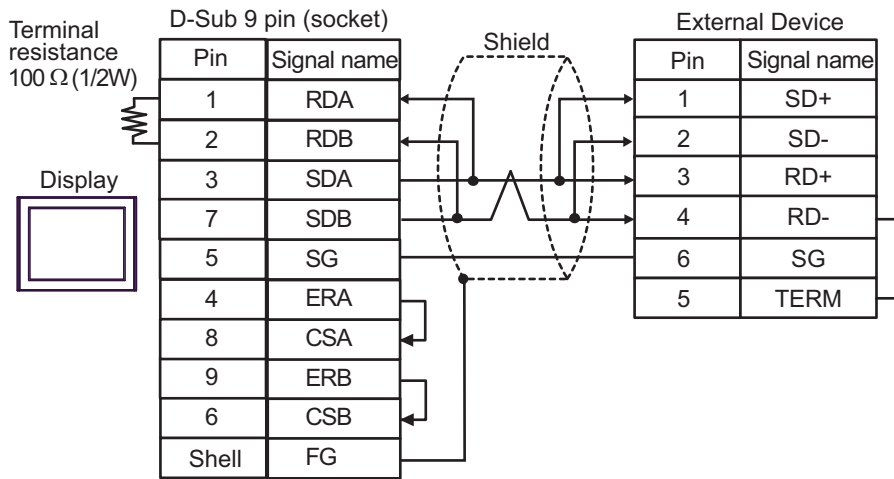 D-Sub 9 pin (socket)
Terminal
resistance
100 Ω (1/2W)
Display
Pin Signal name
1 RDA
2 RDB
3 SDA
7 SDB
5 SG
4 ERA
8 CSA
9 ERB
6 CSB
Shell FG
Shield
External Device
Pin Signal name
1 SD+
2 SD-
3 RD+
4 RD-
6 SG
5 TERM